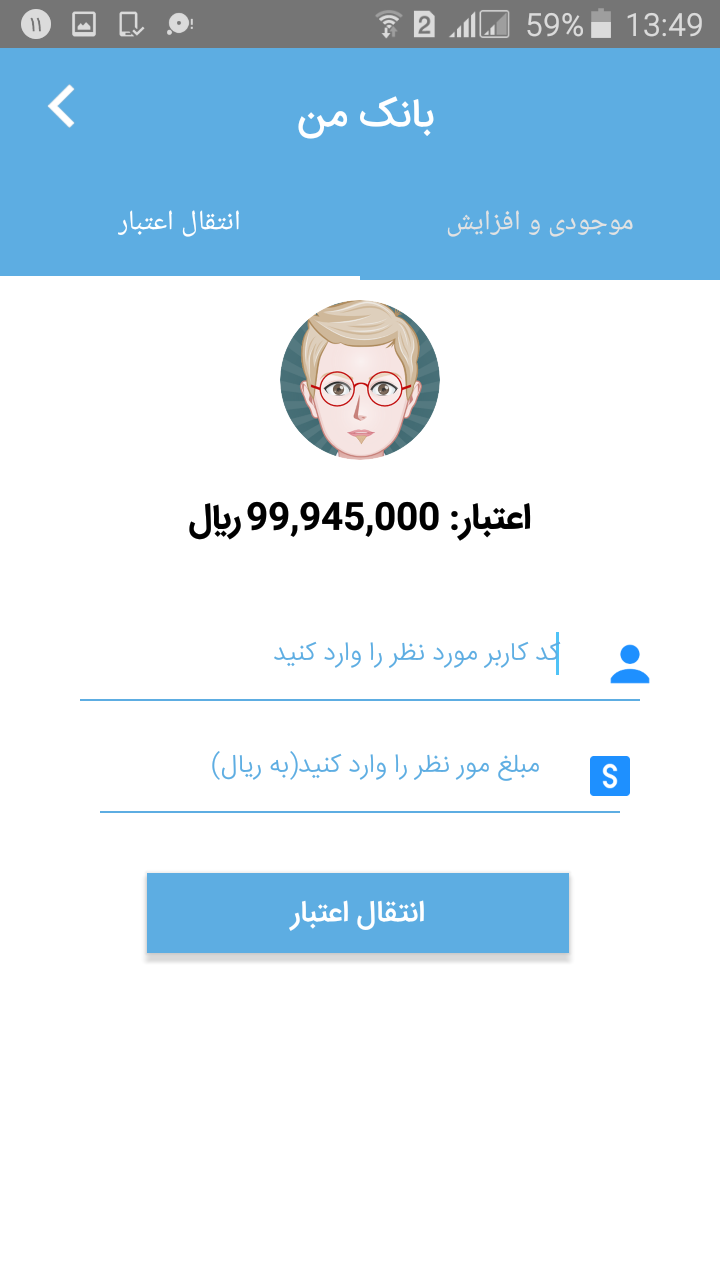 ۱۱ 2 59% 13:49
بانک من
موجودی و افزایش
انتقال اعتبار
اعتبار: 99,945,000 ریال
کد کاربر مورد نظر را وارد کنید
مبلغ مور نظر را وارد کنید(به ریال)
S
انتقال اعتبار